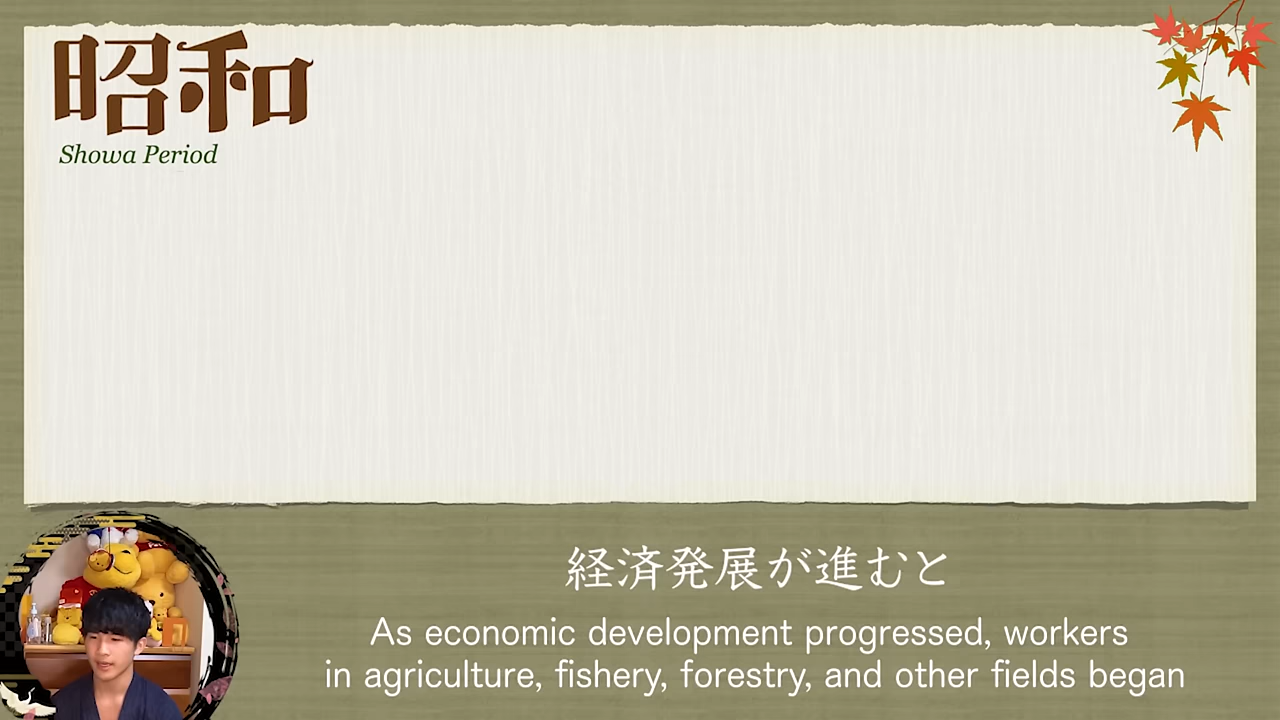 昭和
Showa Period
経済発展が進むと
As economic development progressed, workers
in agriculture, fishery, forestry, and other fields began